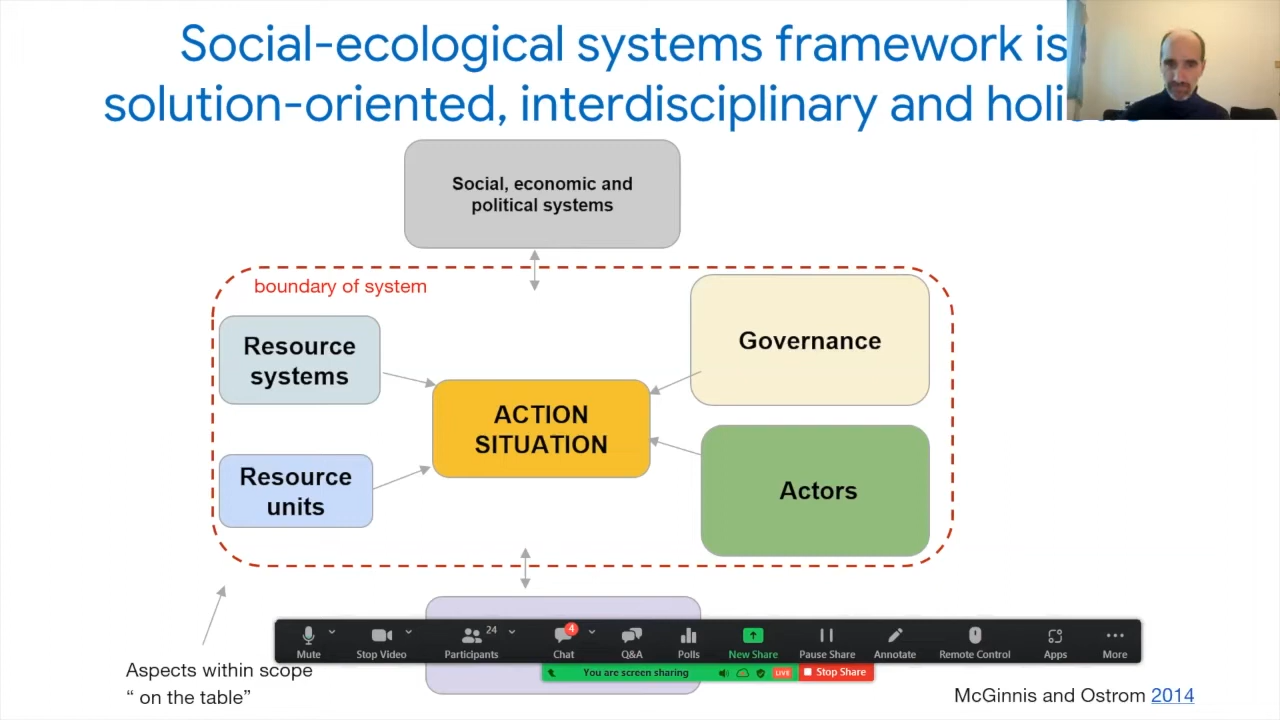 Social-ecological systems framework is
solution-oriented, interdisciplinary and
Social, economic and
political systems
boundary of system
Resource
systems
Governance
ACTION
SITUATION
Resource
units
Actors
Aspects within scope
“ on the table”
24
4
Mute
Stop Video
Participants
Chat
Q&A
Polls
New Share
Pause Share
Annotate
Remote Control
Apps
More
You are screen sharing
LIVE
Stop Share
McGinnis and Ostrom 2014